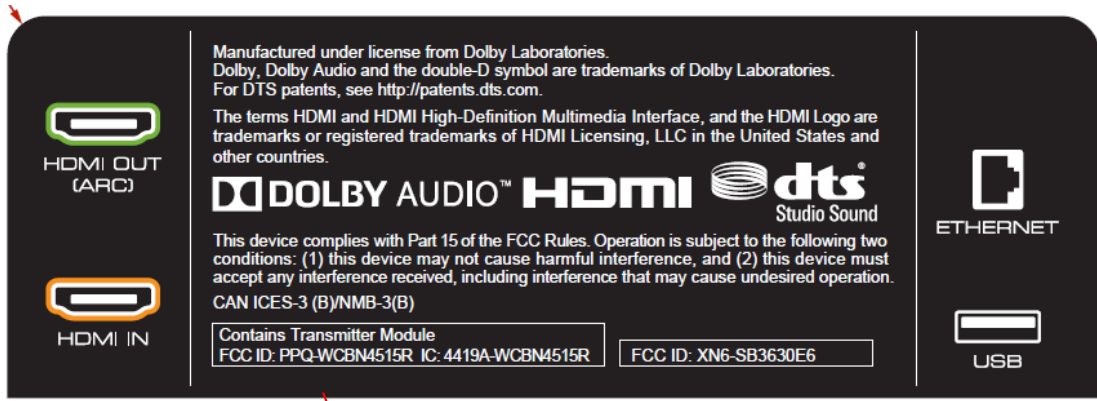 HDMI OUT
(ARC)
HDMI IN
Manufactured under license from Dolby Laboratories.
Dolby, Dolby Audio and the double-D symbol are trademarks of Dolby Laboratories.
For DTS patents, see http://patents.dts.com.
The terms HDMI and HDMI High-Definition Multimedia Interface, and the HDMI Logo are
trademarks or registered trademarks of HDMI Licensing, LLC in the United States and
other countries.
DOLBY AUDIO™ HDMI dts®
Studio Sound
This device complies with Part 15 of the FCC Rules. Operation is subject to the following two
conditions: (1) this device may not cause harmful interference, and (2) this device must
accept any interference received, including interference that may cause undesired operation.
CAN ICES-3 (B)/NMB-3(B)
Contains Transmitter Module
FCC ID: PPQ-WCBN4515R IC: 4419A-WCBN4515R
FCC ID: XN6-SB3630E6
ETHERNET
USB